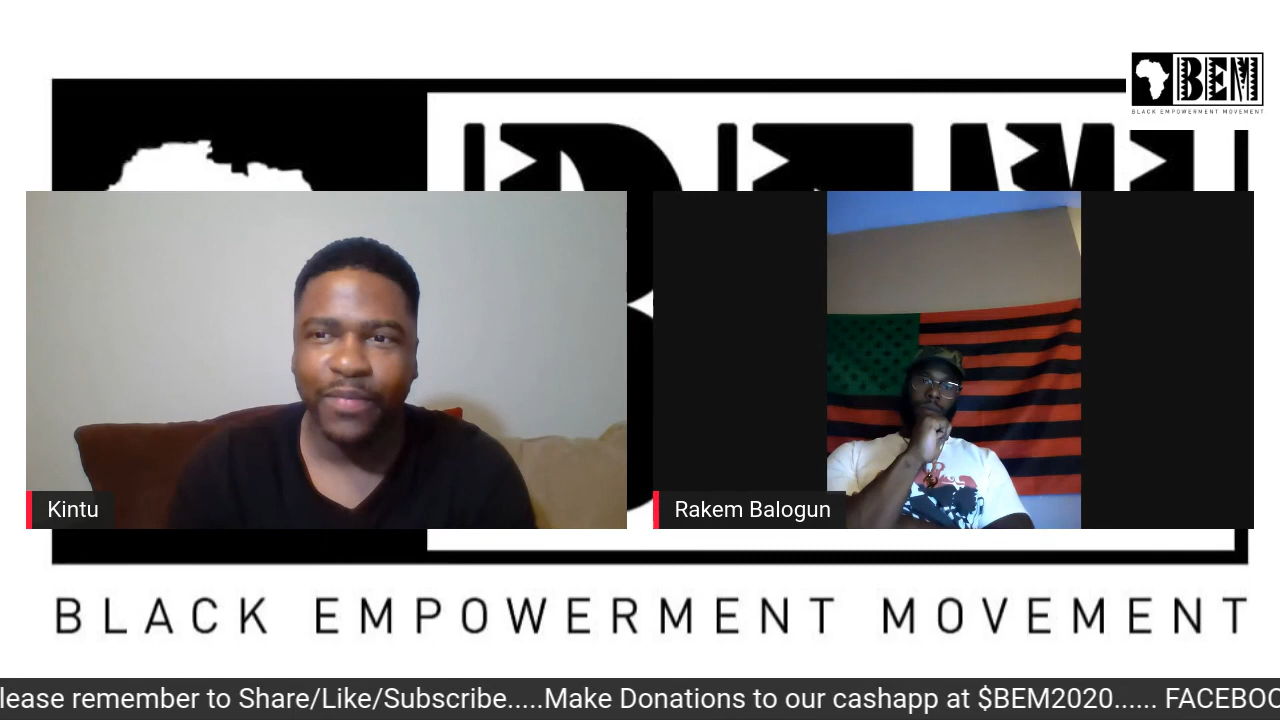 BEM
BLACK EMPOWERMENT MOVEMENT
Kintu
Rakem Balogun
BLACK EMPOWERMENT MOVEMENT
lease remember to Share/Like/Subscribe.....Make Donations to our cashapp at $BEM2020...... FACEBOO